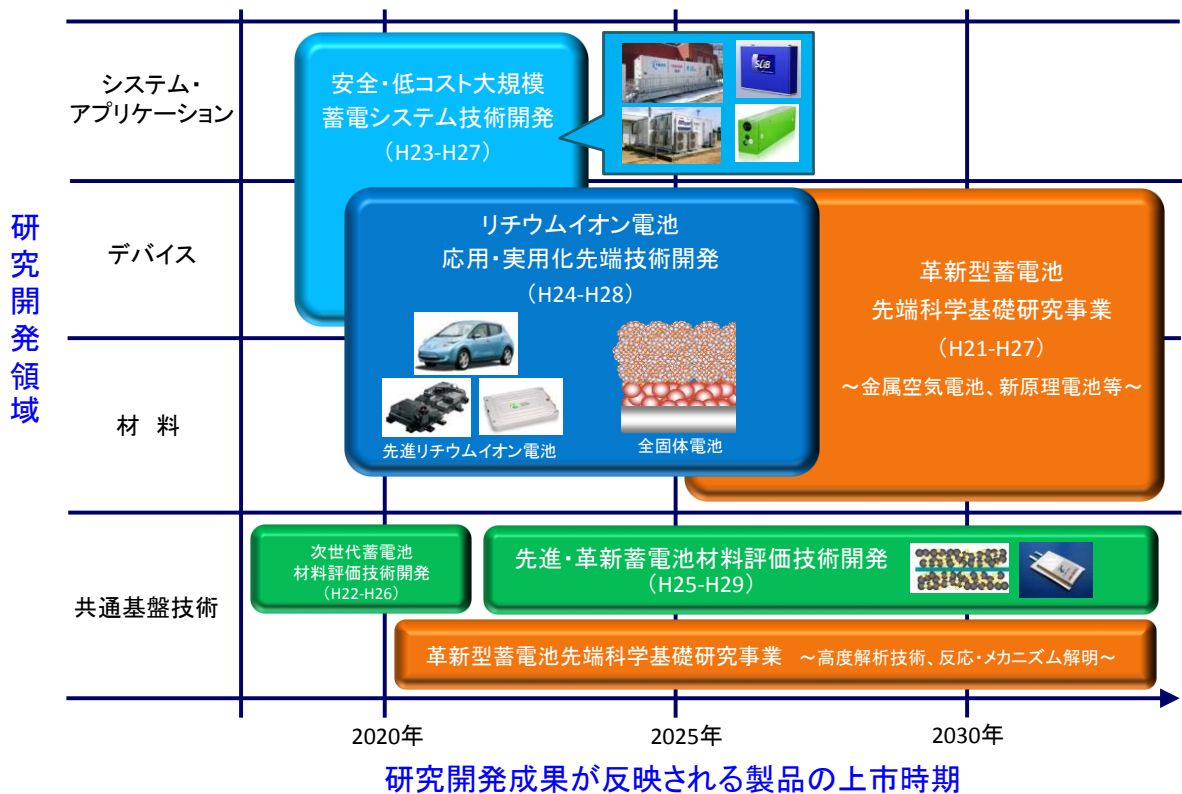 システム・
アプリケーション
安全・低コスト大規模
蓄電システム技術開発
(H23-H27)
SCiB
研究開発領域
デバイス
リチウムイオン電池
応用・実用化先端技術開発
(H24-H28)
革新型蓄電池
先端科学基礎研究事業
(H21-H27)
～金属空気電池、新原理電池等～
材 料
先進リチウムイオン電池
全固体電池
共通基盤技術
次世代蓄電池
材料評価技術開発
(H22-H26)
先進・革新蓄電池材料評価技術開発
(H25-H29)
革新型蓄電池先端科学基礎研究事業 ～高度解析技術、反応・メカニズム解明～
2020年
2025年
2030年
研究開発成果が反映される製品の上市時期